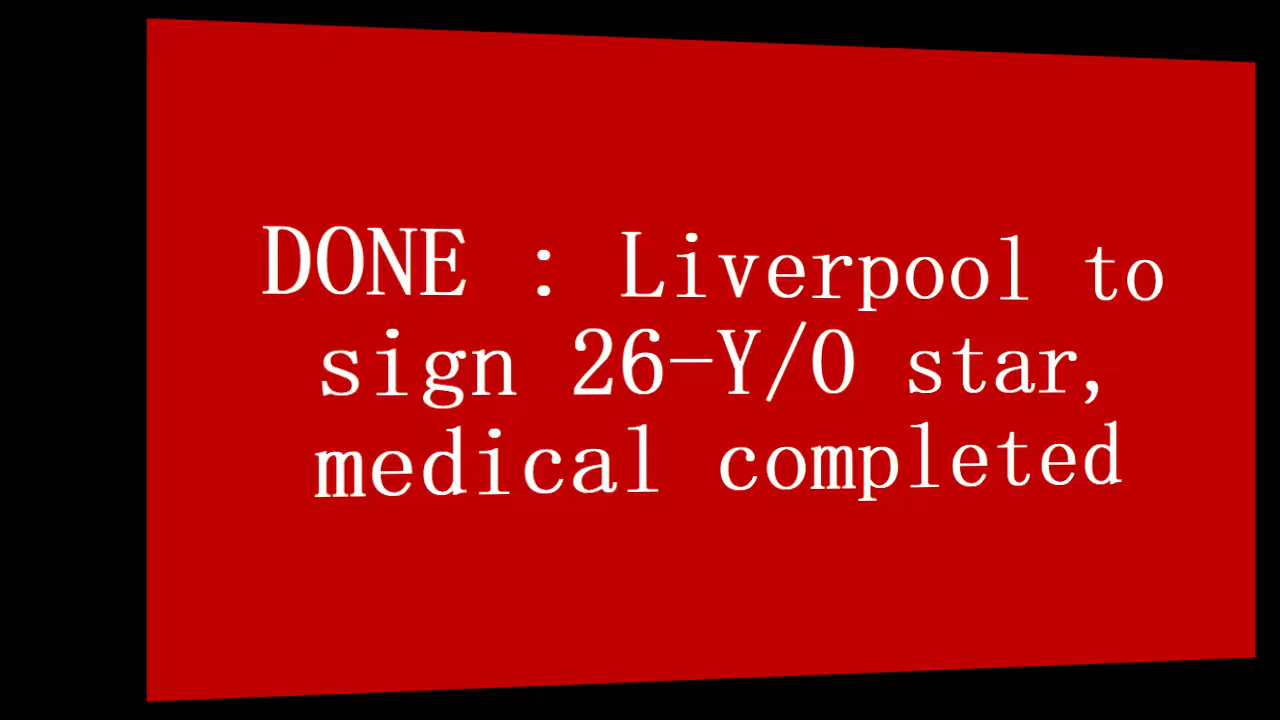 DONE : Liverpool to
sign 26-Y/O star,
medical completed